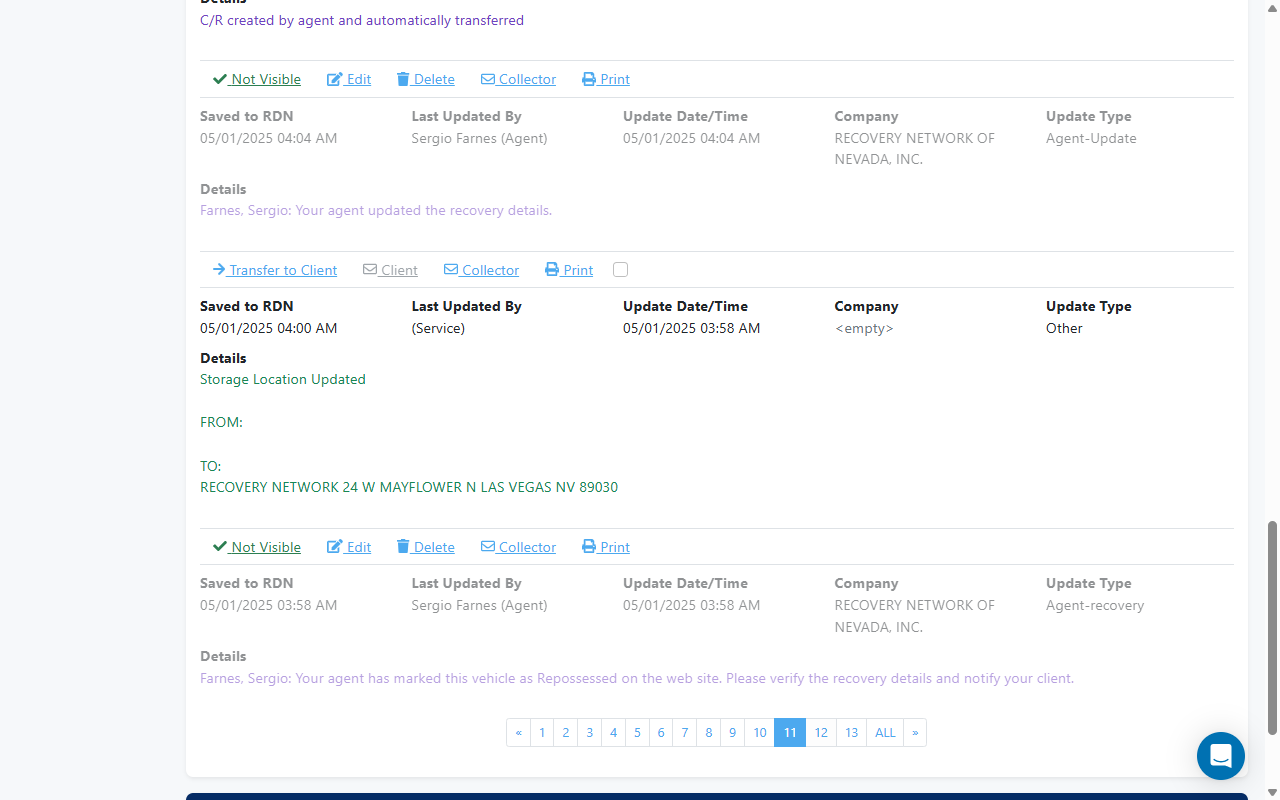 Details
C/R created by agent and automatically transferred
Not Visible Edit Delete Collector Print
Saved to RDN Last Updated By Update Date/Time Company Update Type
05/01/2025 04:04 AM Sergio Farnes (Agent) 05/01/2025 04:04 AM RECOVERY NETWORK OF Agent-Update
NEVADA, INC.
Details
Farnes, Sergio: Your agent updated the recovery details.
Transfer to Client Client Collector Print
Saved to RDN Last Updated By Update Date/Time Company Update Type
05/01/2025 04:00 AM (Service) 05/01/2025 03:58 AM <empty> Other
Details
Storage Location Updated
FROM:
TO:
RECOVERY NETWORK 24 W MAYFLOWER N LAS VEGAS NV 89030
Not Visible Edit Delete Collector Print
Saved to RDN Last Updated By Update Date/Time Company Update Type
05/01/2025 03:58 AM Sergio Farnes (Agent) 05/01/2025 03:58 AM RECOVERY NETWORK OF Agent-recovery
NEVADA, INC.
Details
Farnes, Sergio: Your agent has marked this vehicle as Repossessed on the web site. Please verify the recovery details and notify your client.
« 1 2 3 4 5 6 7 8 9 10 11 12 13 ALL »